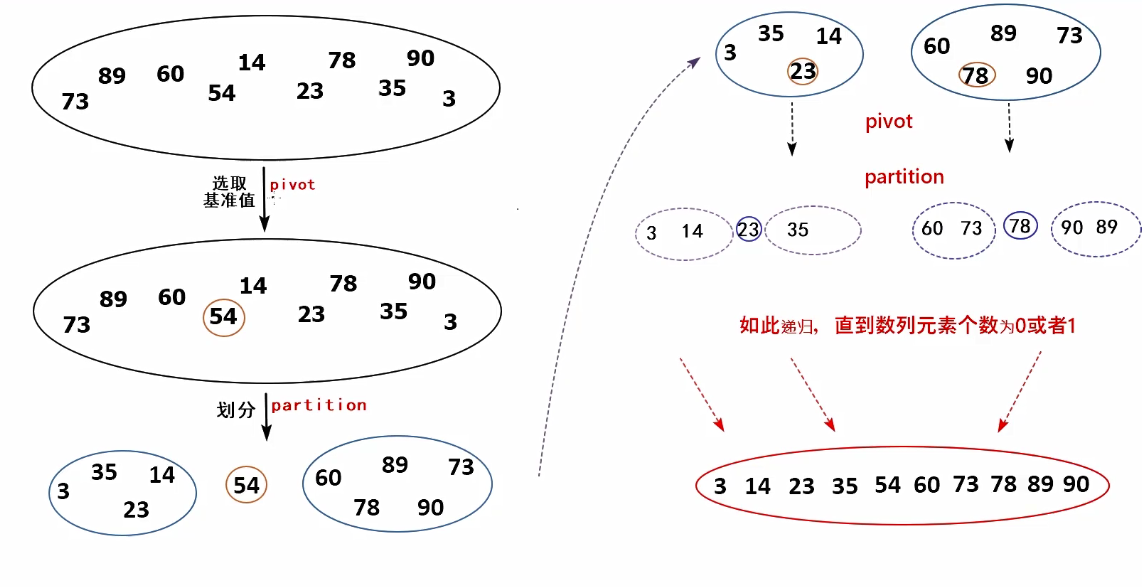 73 89 60 54 14 23 78 35 90 3
选取
基准值
pivot
73 89 60 54 14 23 78 35 90 3
划分
partition
3 35 14 23
54
60 89 73 78 90
3 35 14 23
60 89 73 78 90
pivot
partition
3 14 23 35
60 73 78 90 89
如此递归，直到数列元素个数为0或者1
3 14 23 35 54 60 73 78 89 90